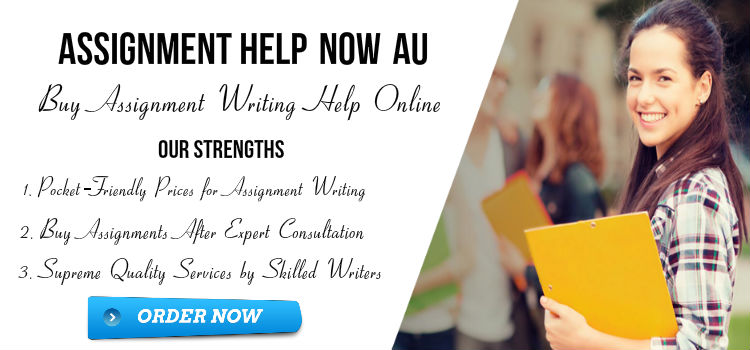 ASSIGNMENT HELP NOW AU
Buy Assignment Writing Help Online
OUR STRENGTHS
1. Pocket-Friendly Prices for Assignment Writing
2. Buy Assignments After Expert Consultation
3. Supreme Quality Services by Skilled Writers
ORDER NOW